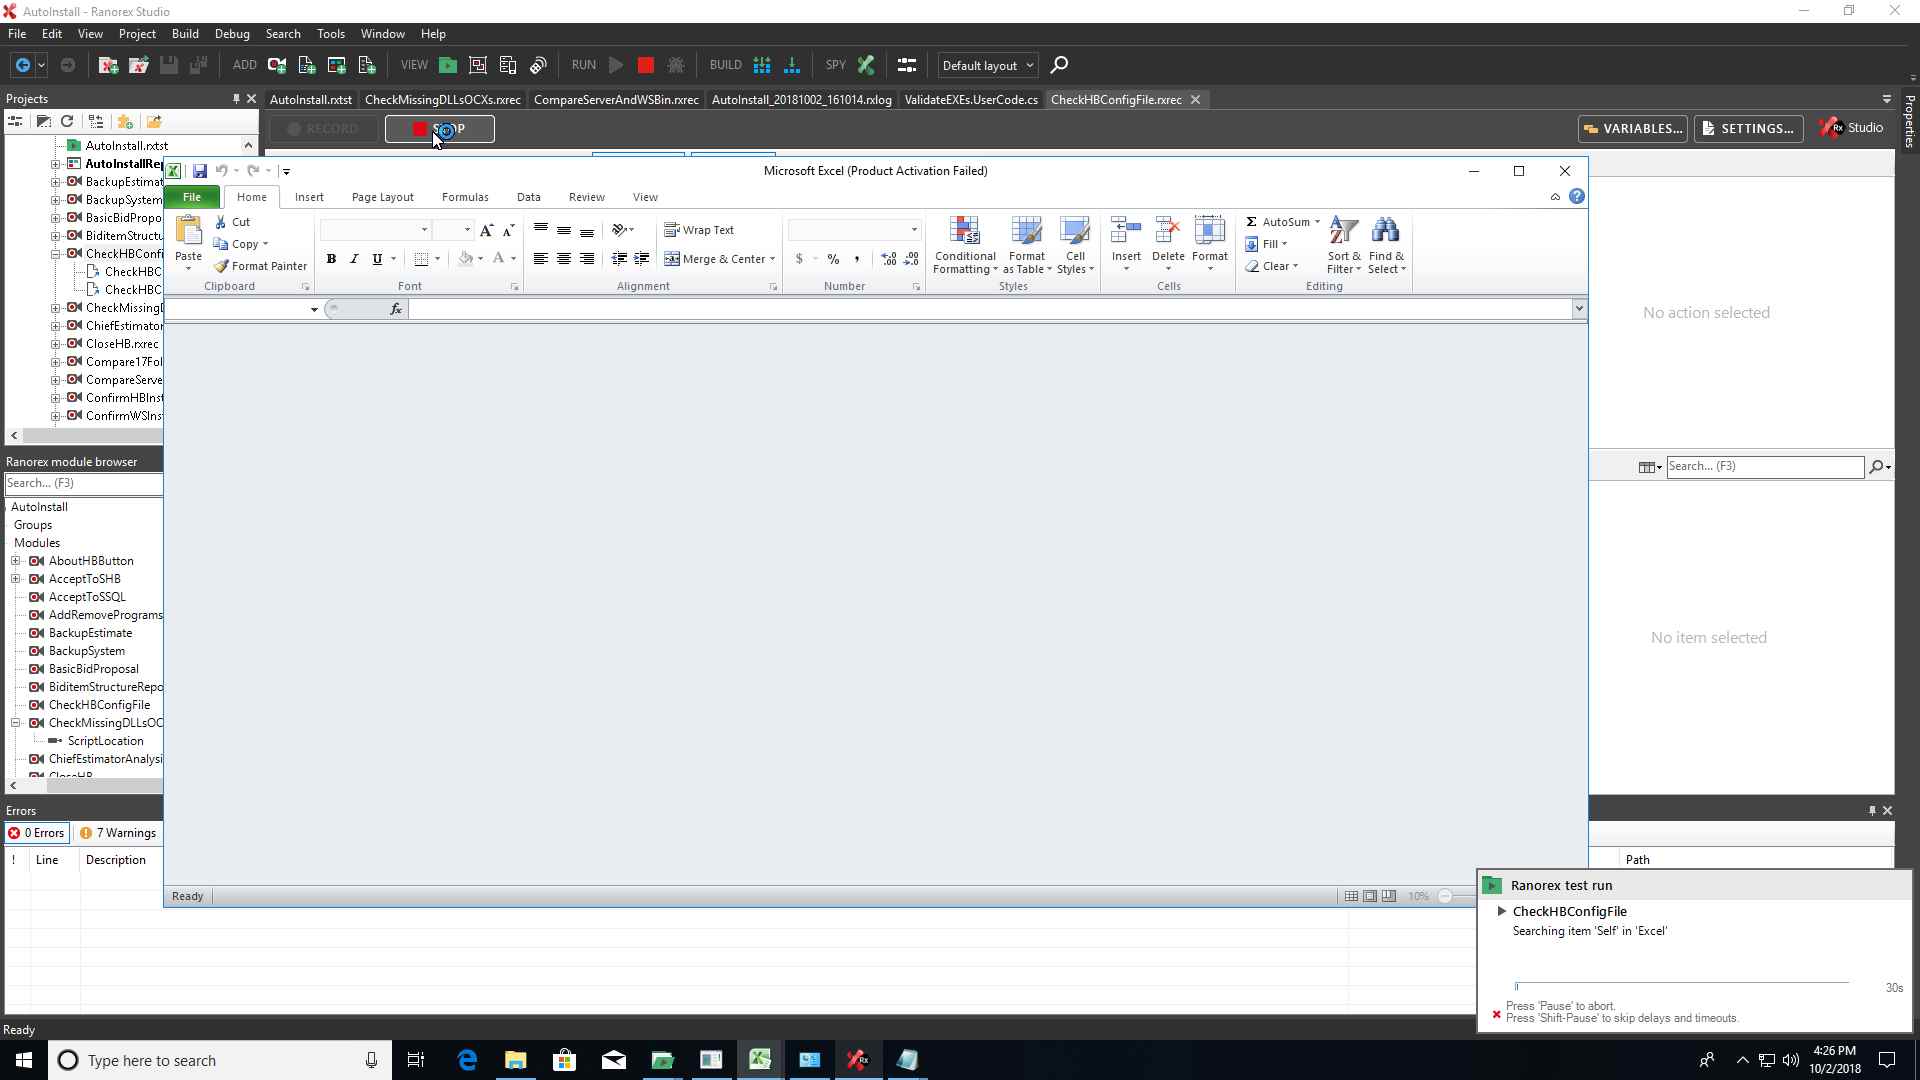 AutoInstall - Ranorex Studio
File Edit View Project Build Debug Search Tools Window Help
ADD VIEW RUN BUILD SPY Default layout
Projects
AutoInstall.rxtst CheckMissingDLLsOCXs.rxrec CompareServerAndWSBin.rxrec AutoInstall_20181002_161014.rxlog ValidateEXEs.UserCode.cs CheckHBConfigFile.rxrec
Properties
RECORD
VARIABLES... SETTINGS... Rx Studio
AutoInstall.rxtst
AutoInstallRep
BackupEstimat
BackupSystem
BasicBidPropo
BiditemStructu
CheckHBConfi
CheckHBC
CheckHBC
CheckMissingD
ChiefEstimator
CloseHB.rxrec
Compare17Fol
CompareServe
ConfirmHBInst
ConfirmWSInst
Microsoft Excel (Product Activation Failed)
File Home Insert Page Layout Formulas Data Review View
Paste
Cut
Copy
Format Painter
Clipboard
B I U
Font
Wrap Text
Merge & Center
Alignment
$ % ,
Number
Conditional Formatting
Format as Table
Cell Styles
Styles
Insert Delete Format
Cells
AutoSum
Fill
Clear
Sort & Filter
Find & Select
Editing
fx
No action selected
Search... (F3)
No item selected
Ready
10%
Ranorex module browser
Search... (F3)
AutoInstall
Groups
Modules
AboutHBButton
AcceptToSHB
AcceptToSSQL
AddRemovePrograms
BackupEstimate
BackupSystem
BasicBidProposal
BiditemStructureRepo
CheckHBConfigFile
CheckMissingDLLsOC
ScriptLocation
ChiefEstimatorAnalysi
CloseHB
Errors
0 Errors 7 Warnings
! Line Description Path
Ranorex test run
CheckHBConfigFile
Searching item 'Self' in 'Excel'
30s
Press 'Pause' to abort.
Press 'Shift-Pause' to skip delays and timeouts.
Ready
Type here to search
4:26 PM
10/2/2018